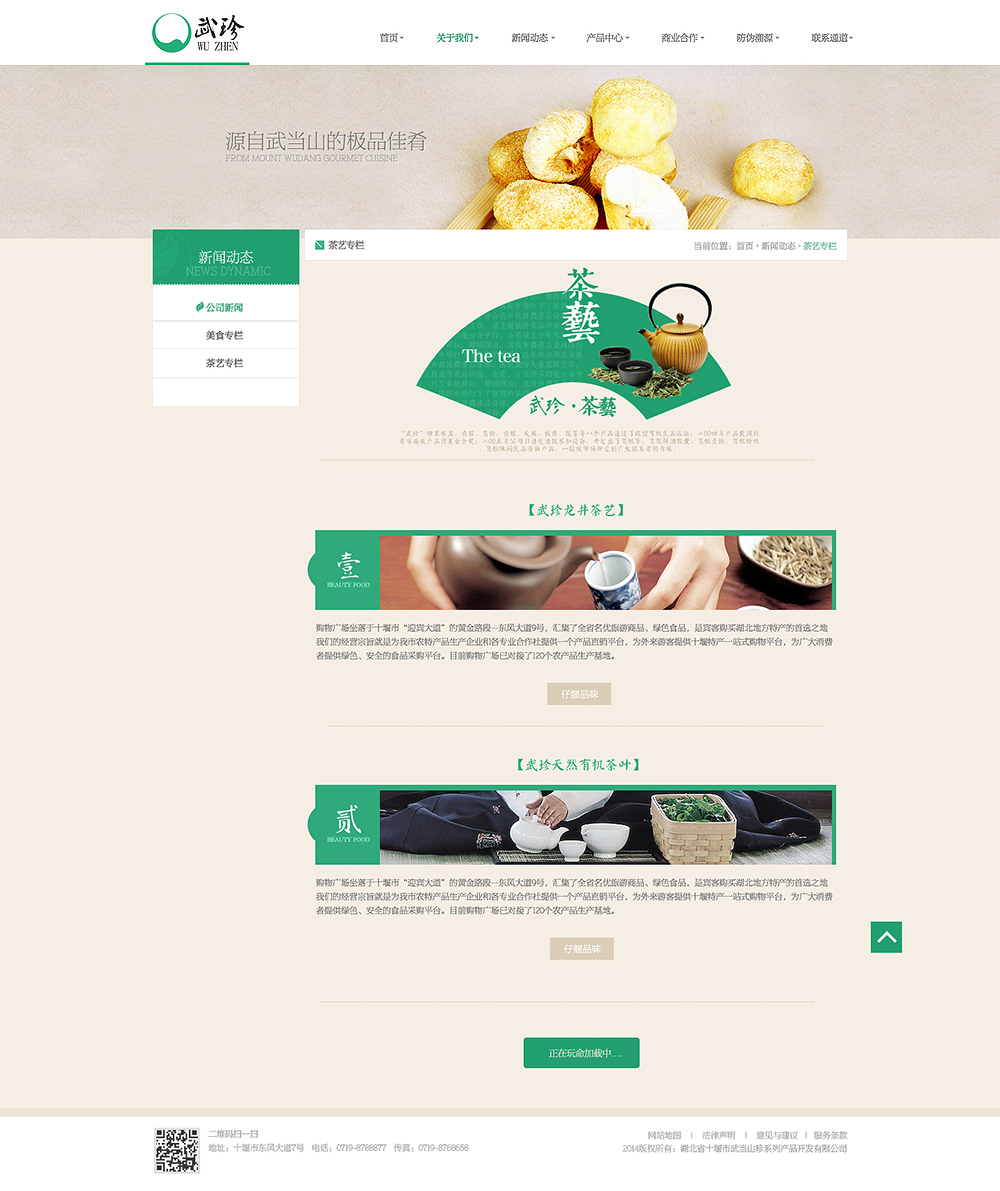 武珍
WU ZHEN
首页 关于我们 新闻动态 产品中心 商业合作 防伪溯源 联系通道
源自武当山的极品佳肴
FROM MOUNT WUDANG GOURMET CUISINE
新闻动态
NEWS DYNAMIC
公司新闻
美食专栏
茶艺专栏
茶艺专栏
当前位置：首页 > 新闻动态 > 茶艺专栏
茶藝
The tea
武珍·茶藝
【武珍龙井茶艺】
壹
BEAUTY FOOD
购物广场坐落于十堰市“迎宾大道”的黄金路段--东风大道9号，汇集了全省名优旅游商品、绿色食品，是宾客购买湖北地方特产的首选之地
我们的经营宗旨就是为我市农特产品生产企业和各专业合作社提供一个产品直销平台，为外来游客提供十堰特产一站式购物平台，为广大消费
者提供绿色、安全的食品采购平台。目前购物广场已对接了120个农产品生产基地。
仔细品味
【武珍天然有机茶叶】
贰
BEAUTY FOOD
购物广场坐落于十堰市“迎宾大道”的黄金路段--东风大道9号，汇集了全省名优旅游商品、绿色食品，是宾客购买湖北地方特产的首选之地
我们的经营宗旨就是为我市农特产品生产企业和各专业合作社提供一个产品直销平台，为外来游客提供十堰特产一站式购物平台，为广大消费
者提供绿色、安全的食品采购平台。目前购物广场已对接了120个农产品生产基地。
仔细品味
正在玩命加载中....
二维码扫一扫
地址：十堰市东风大道7号 电话：0719-8788877 传真：0719-8768658
网站地图 | 法律声明 | 意见与建议 | 服务条款
2014版权所有：湖北省十堰市武当山珍系列产品开发有限公司